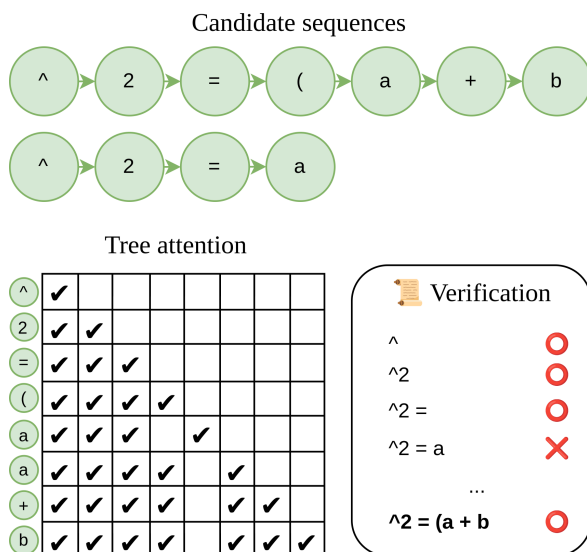 Candidate sequences
^ 2 = ( a + b
^ 2 = a
Tree attention
^ ✔
2 ✔ ✔
= ✔ ✔ ✔
( ✔ ✔ ✔ ✔
a ✔ ✔ ✔ ✔
a ✔ ✔ ✔ ✔ ✔
+ ✔ ✔ ✔ ✔ ✔ ✔
b ✔ ✔ ✔ ✔ ✔ ✔ ✔
📜 Verification
^ ⭕
^2 ⭕
^2 = ⭕
^2 = a ❌
...
^2 = (a + b ⭕